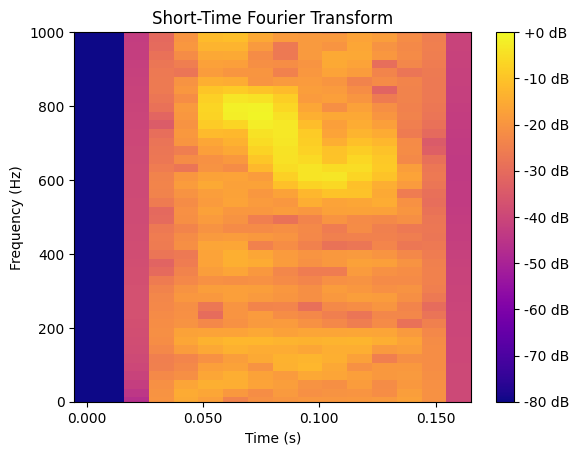 Short-Time Fourier Transform
Frequency (Hz)
1000
800
600
400
200
0
0.000
0.050
0.100
0.150
Time (s)
+0 dB
-10 dB
-20 dB
-30 dB
-40 dB
-50 dB
-60 dB
-70 dB
-80 dB